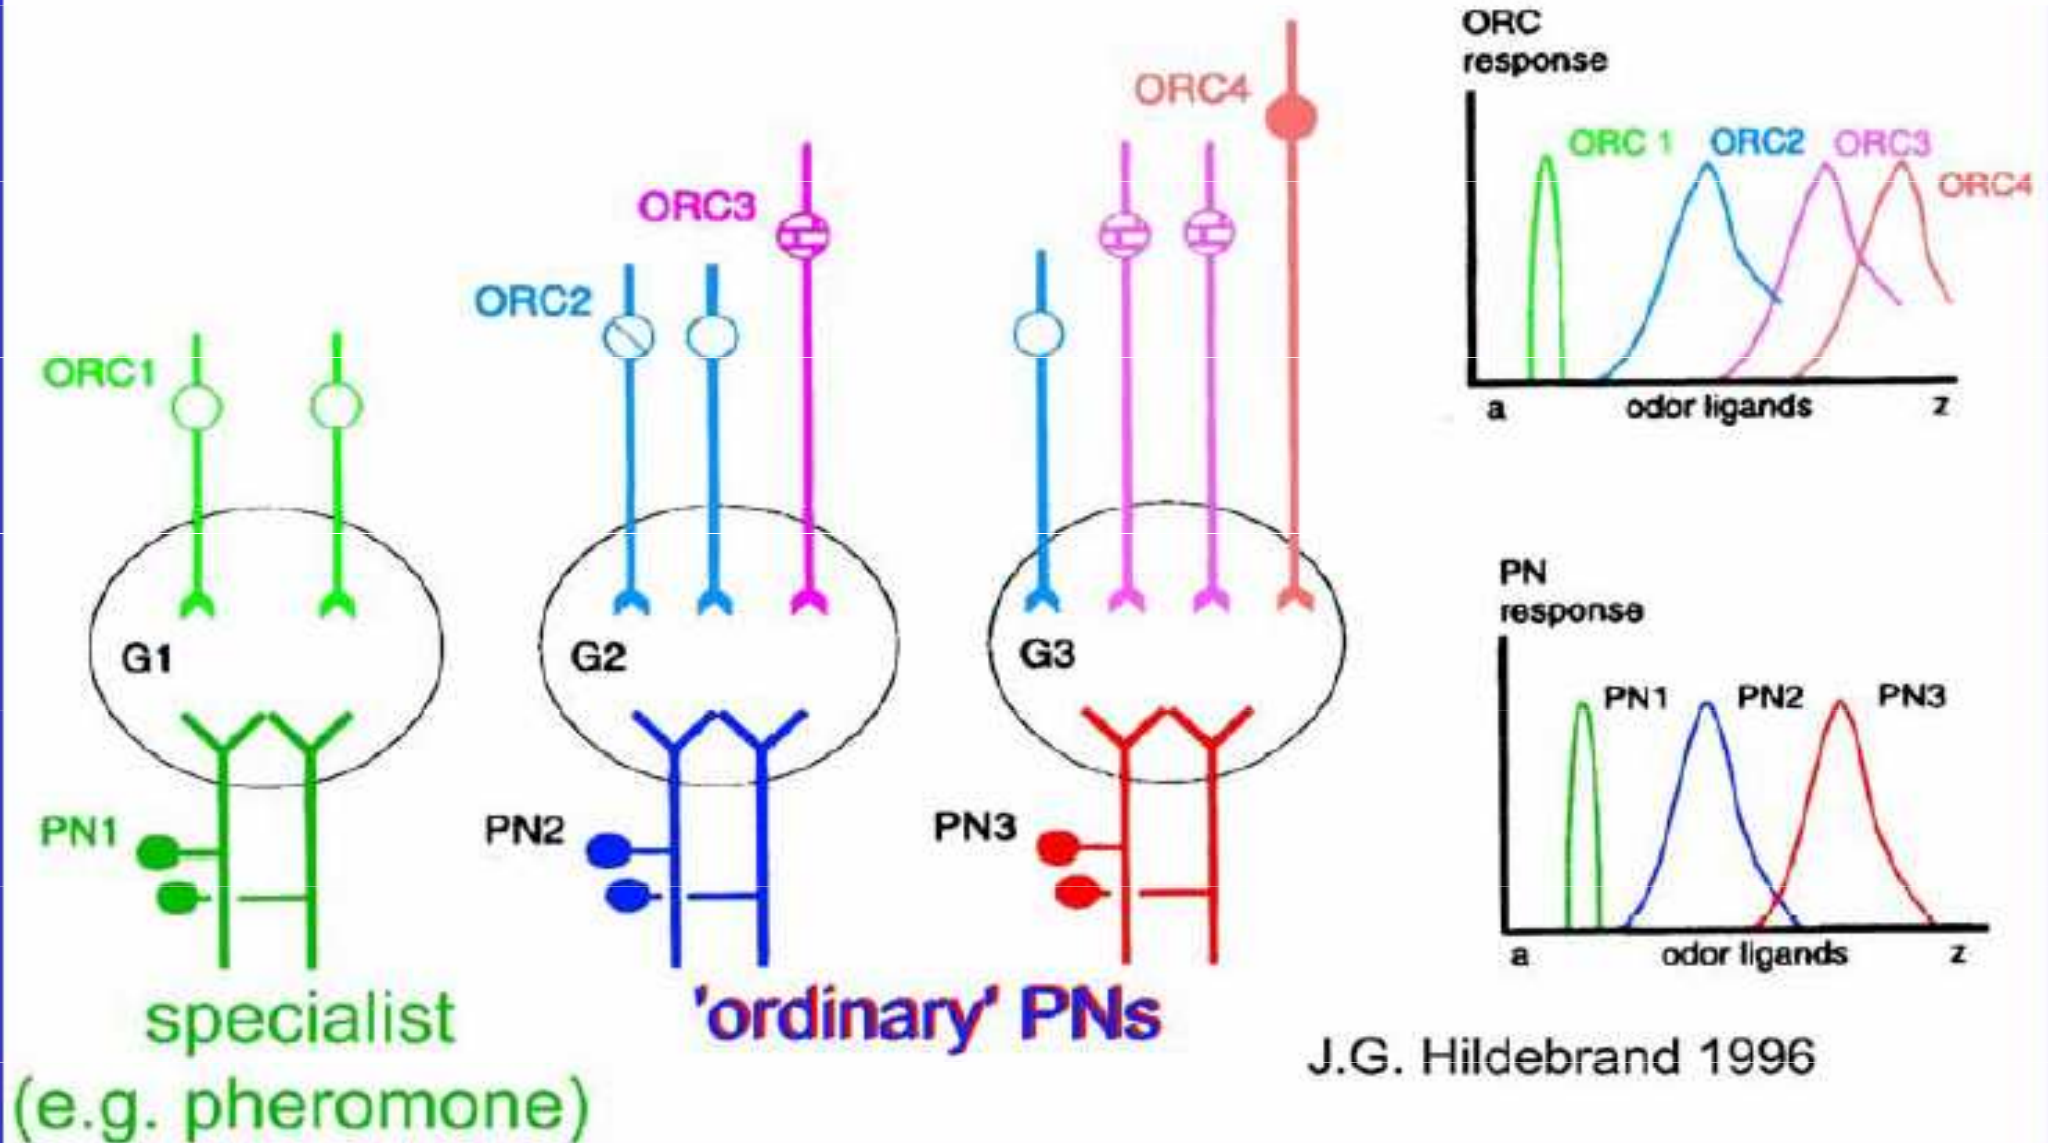 ORC1
ORC2
ORC3
ORC4
G1
G2
G3
PN1
PN2
PN3
specialist
(e.g. pheromone)
'ordinary' PNs
ORC
response
ORC 1
ORC2
ORC3
ORC4
a
odor ligands
z
PN
response
PN1
PN2
PN3
a
odor ligands
z
J.G. Hildebrand 1996